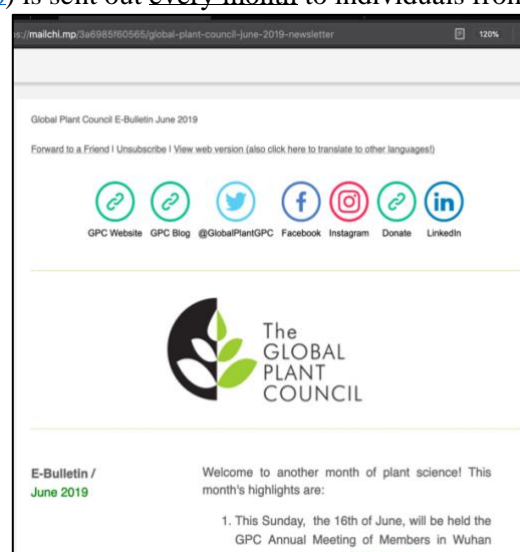 ) is sent out every month to individuals from
s://mailchi.mp/3a6985f60565/global-plant-council-june-2019-newsletter 120%
Global Plant Council E-Bulletin June 2019
Forward to a Friend I Unsubscribe I View web version (also click here to translate to other languages!)
GPC Website GPC Blog @GlobalPlantGPC Facebook Instagram Donate LinkedIn
The
GLOBAL
PLANT
COUNCIL
E-Bulletin /
June 2019
Welcome to another month of plant science! This
month's highlights are:
1. This Sunday, the 16th of June, will be held the
GPC Annual Meeting of Members in Wuhan